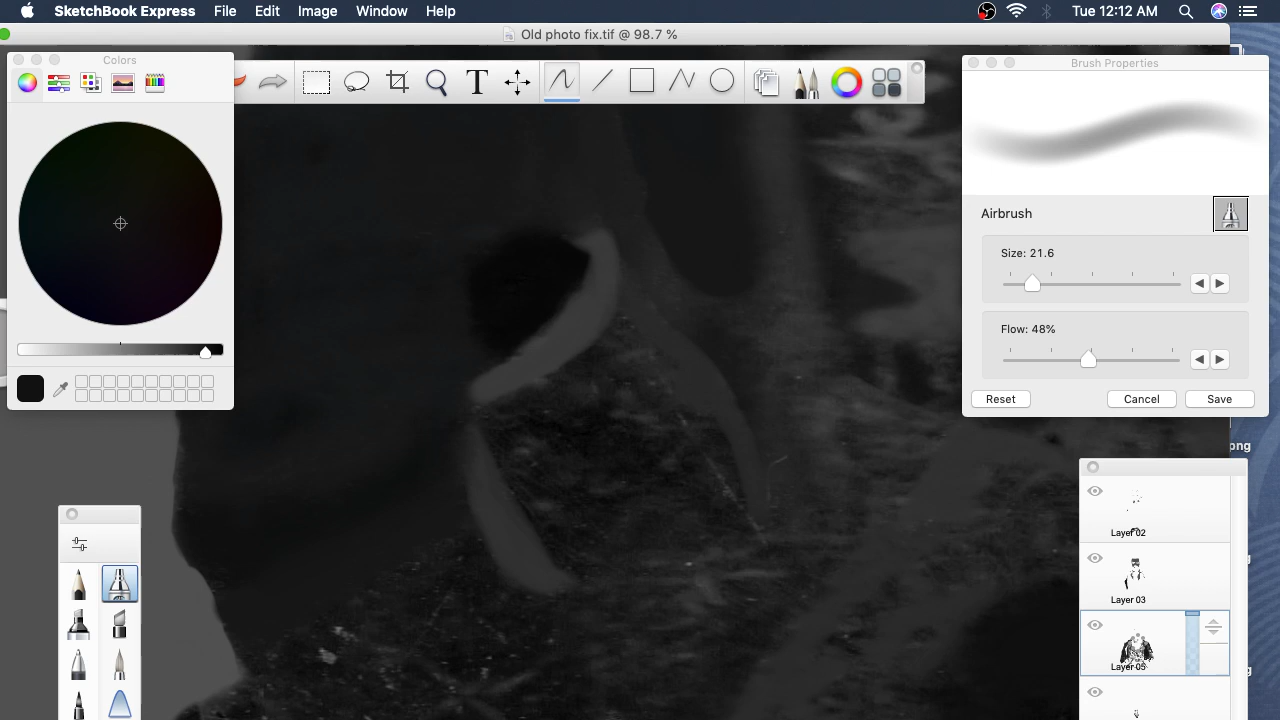 SketchBook Express File Edit Image Window Help Tue 12:12 AM
Old photo fix.tif @ 98.7 %
Colors
T
Brush Properties
Airbrush
Size: 21.6
Flow: 48%
Reset Cancel Save
png
Layer 02
Layer 03
Layer 05
g
g